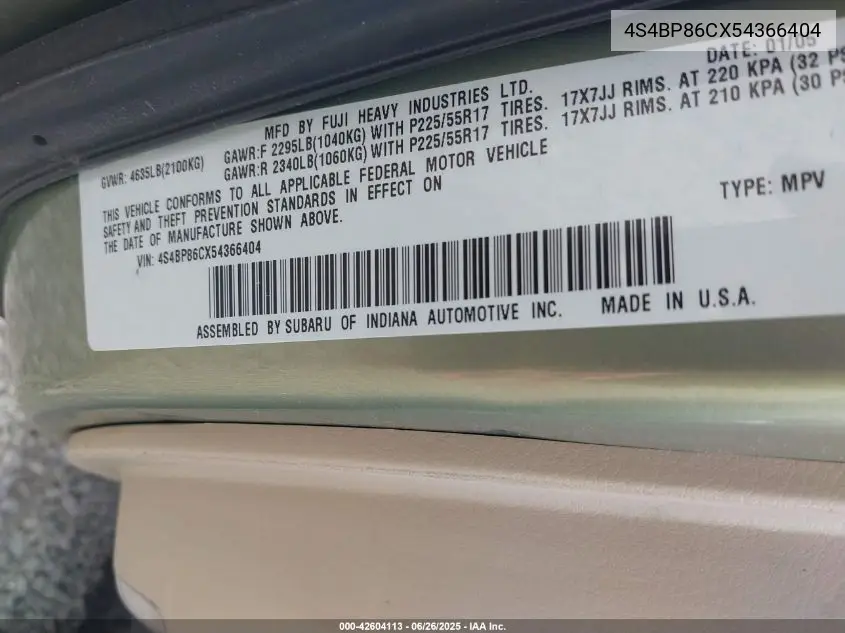 4S4BP86CX54366404
DATE: 01/05
MFD BY FUJI HEAVY INDUSTRIES LTD.
GVWR: 4635LB(2100KG)
GAWR:F 2295LB(1040KG) WITH P225/55R17 TIRES. 17X7JJ RIMS. AT 220 KPA (32 PS
GAWR:R 2340LB(1060KG) WITH P225/55R17 TIRES. 17X7JJ RIMS. AT 210 KPA (30 PS
THIS VEHICLE CONFORMS TO ALL APPLICABLE FEDERAL MOTOR VEHICLE
SAFETY AND THEFT PREVENTION STANDARDS IN EFFECT ON
THE DATE OF MANUFACTURE SHOWN ABOVE.
VIN: 4S4BP86CX54366404
TYPE: MPV
ASSEMBLED BY SUBARU OF INDIANA AUTOMOTIVE INC. MADE IN U.S.A.
000-42604113 - 06/26/2025 - IAA Inc.